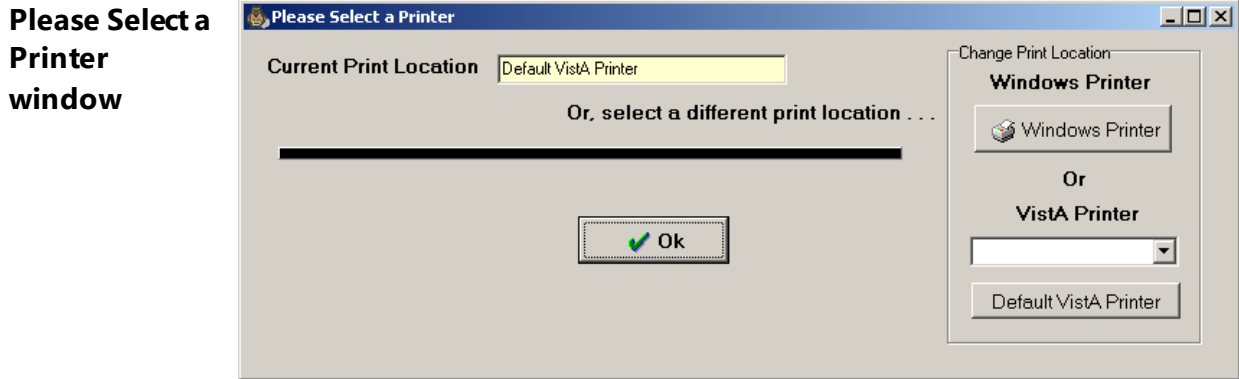 Please Select a
Printer
window
Please Select a Printer
Current Print Location
Default VistA Printer
Or, select a different print location . . .
Ok
Change Print Location
Windows Printer
Windows Printer
Or
VistA Printer
Default VistA Printer